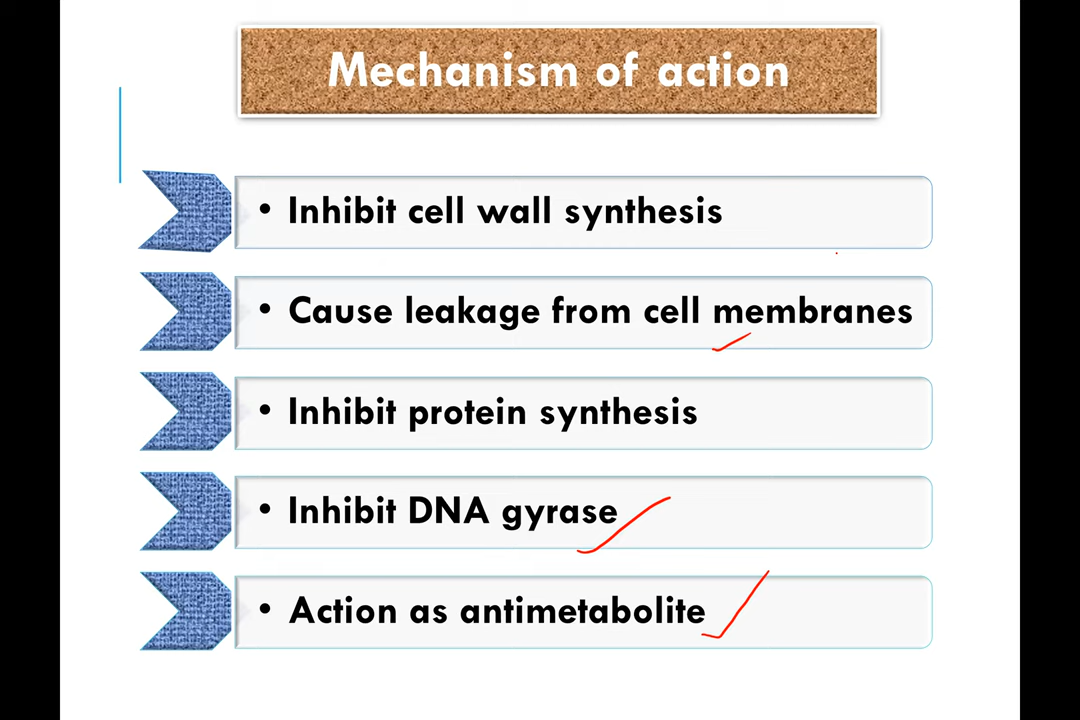 Mechanism of action
• Inhibit cell wall synthesis
• Cause leakage from cell membranes
• Inhibit protein synthesis
• Inhibit DNA gyrase
• Action as antimetabolite